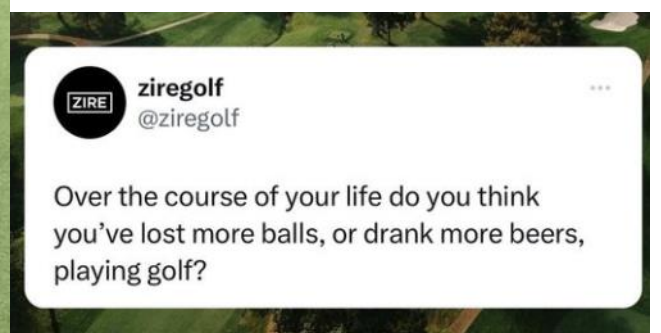 ZIRE
ziregolf
@ziregolf
Over the course of your life do you think
you’ve lost more balls, or drank more beers,
playing golf?